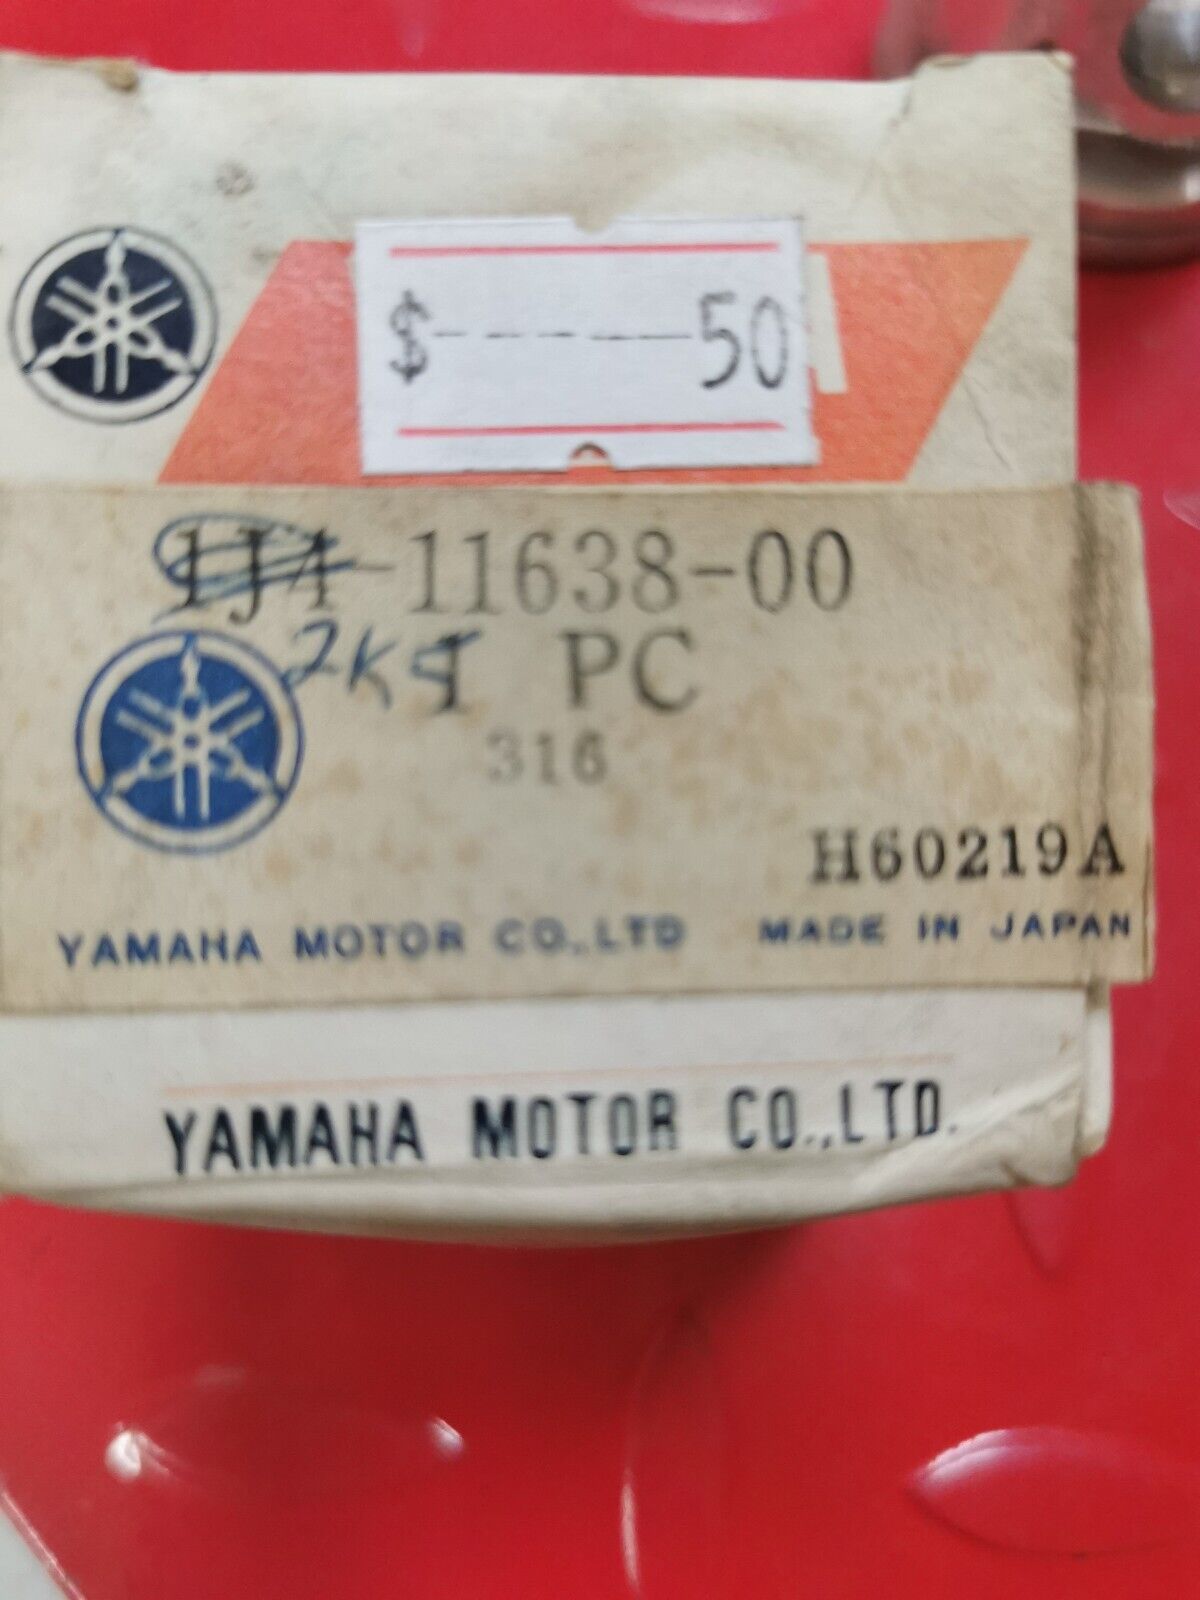 $-----50
A
1J4-11638-00
2K9 1 PC
316
H60219A
YAMAHA MOTOR CO.,LTD MADE IN JAPAN
YAMAHA MOTOR CO.,LTD.